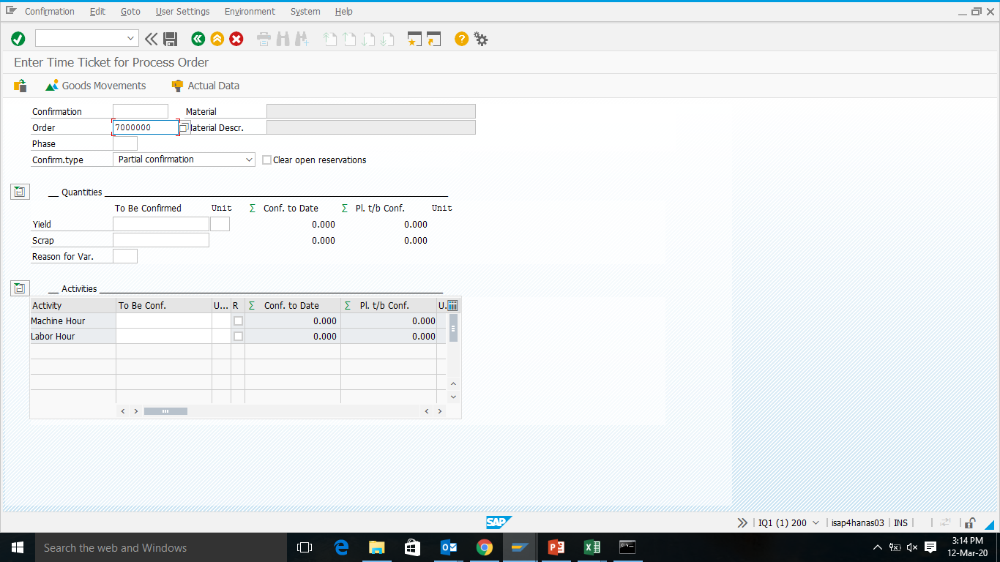 Confirmation Edit Goto User Settings Environment System Help
Enter Time Ticket for Process Order
Goods Movements Actual Data
Confirmation Material
Order 7000000 Material Descr.
Phase
Confirm.type Partial confirmation Clear open reservations
Quantities
To Be Confirmed Unit Σ Conf. to Date Σ Pl. t/b Conf. Unit
Yield 0.000 0.000
Scrap 0.000 0.000
Reason for Var.
Activities
Activity To Be Conf. U... R Σ Conf. to Date Σ Pl. t/b Conf. U.
Machine Hour 0.000 0.000
Labor Hour 0.000 0.000
SAP IQ1 (1) 200 isap4hanas03 INS
Search the web and Windows
3:14 PM
12-Mar-20